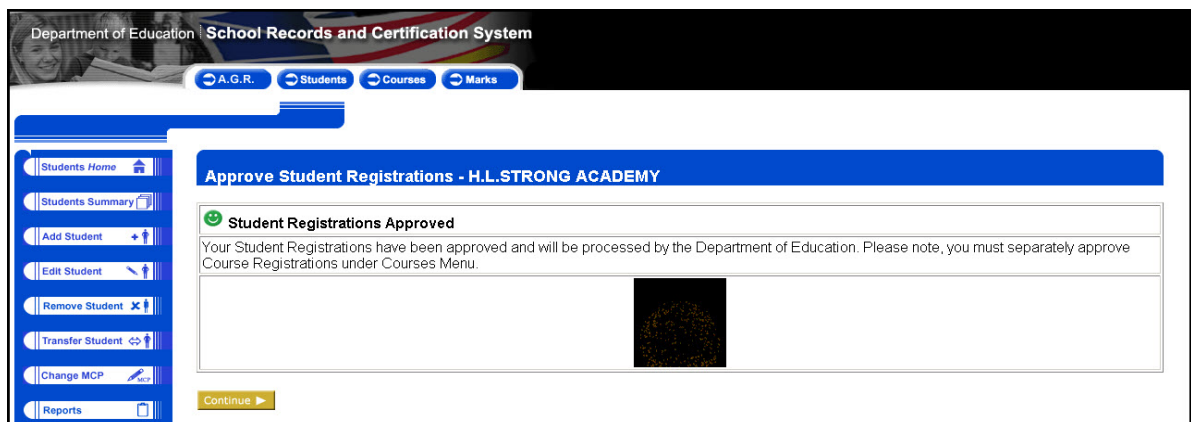 Department of Education School Records and Certification System
A.G.R. Students Courses Marks
Students Home
Students Summary
Add Student
Edit Student
Remove Student
Transfer Student
Change MCP
MCP
Reports
Approve Student Registrations - H.L.STRONG ACADEMY
Student Registrations Approved
Your Student Registrations have been approved and will be processed by the Department of Education. Please note, you must separately approve
Course Registrations under Courses Menu.
Continue